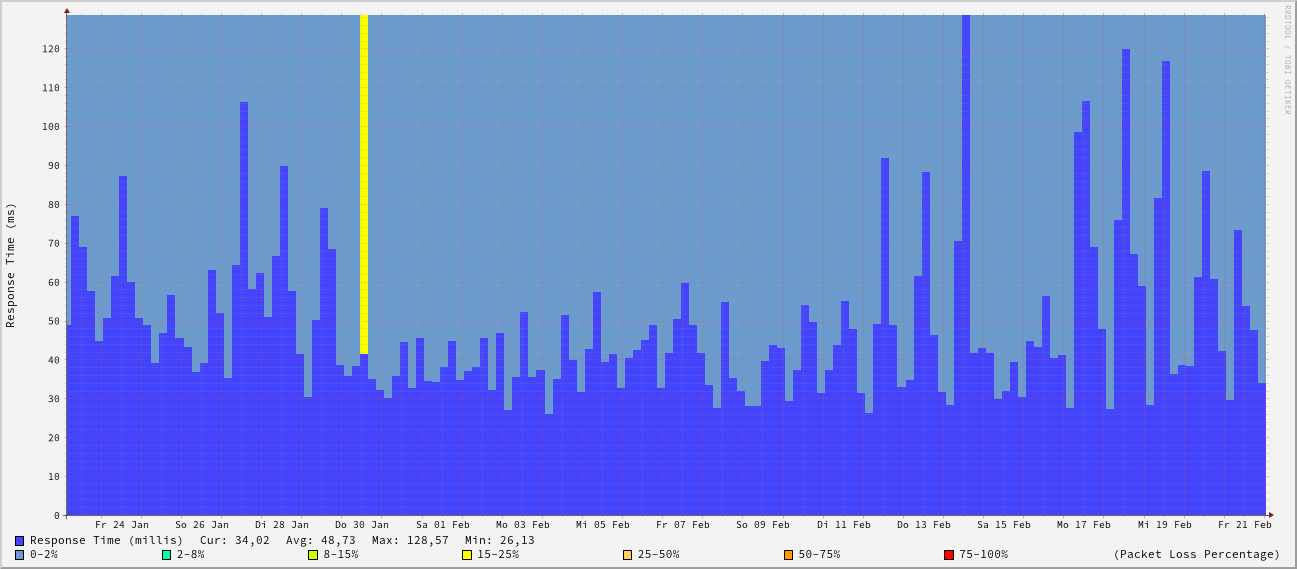 RRDTOOL / TOBI OETIKER
Response Time (ms)
120
110
100
90
80
70
60
50
40
30
20
10
0
Fr 24 Jan So 26 Jan Di 28 Jan Do 30 Jan Sa 01 Feb Mo 03 Feb Mi 05 Feb Fr 07 Feb So 09 Feb Di 11 Feb Do 13 Feb Sa 15 Feb Mo 17 Feb Mi 19 Feb Fr 21 Feb
Response Time (millis) Cur: 34,02 Avg: 48,73 Max: 128,57 Min: 26,13
0-2% 2-8% 8-15% 15-25% 25-50% 50-75% 75-100% (Packet Loss Percentage)